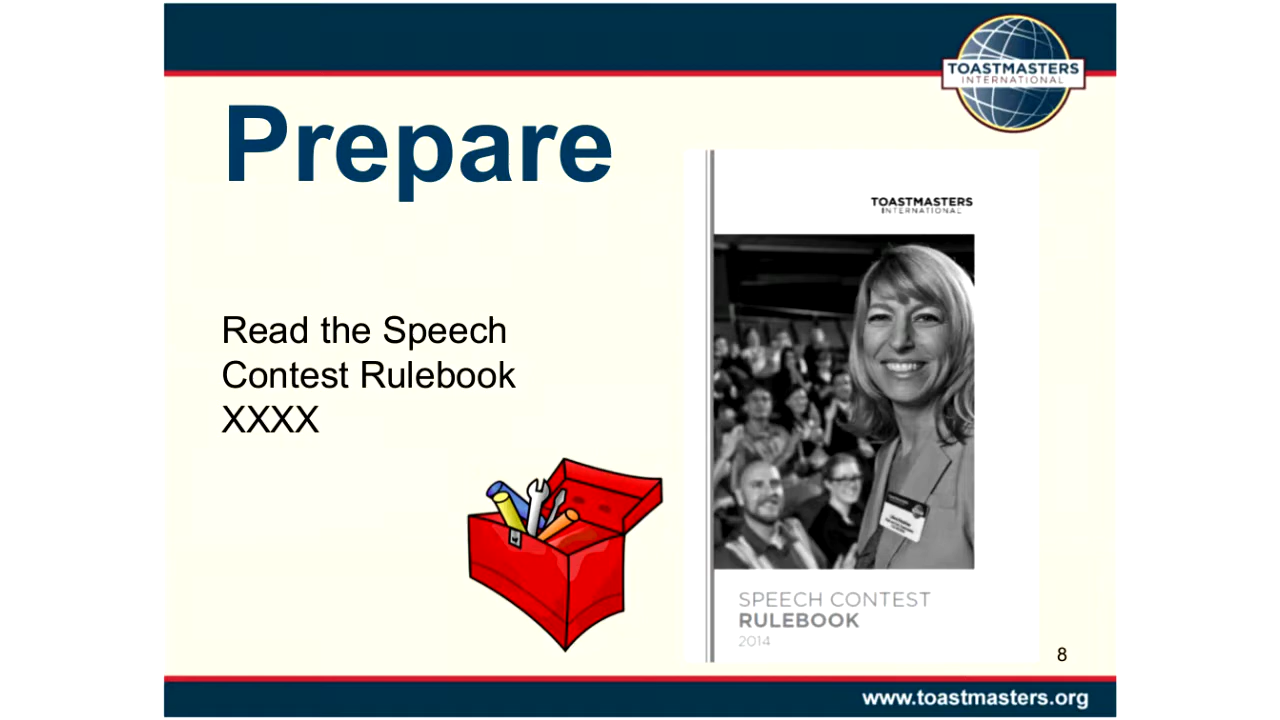 TOASTMASTERS
INTERNATIONAL
Prepare
TOASTMASTERS
INTERNATIONAL
Read the Speech
Contest Rulebook
XXXX
SPEECH CONTEST
RULEBOOK
2014
8
www.toastmasters.org